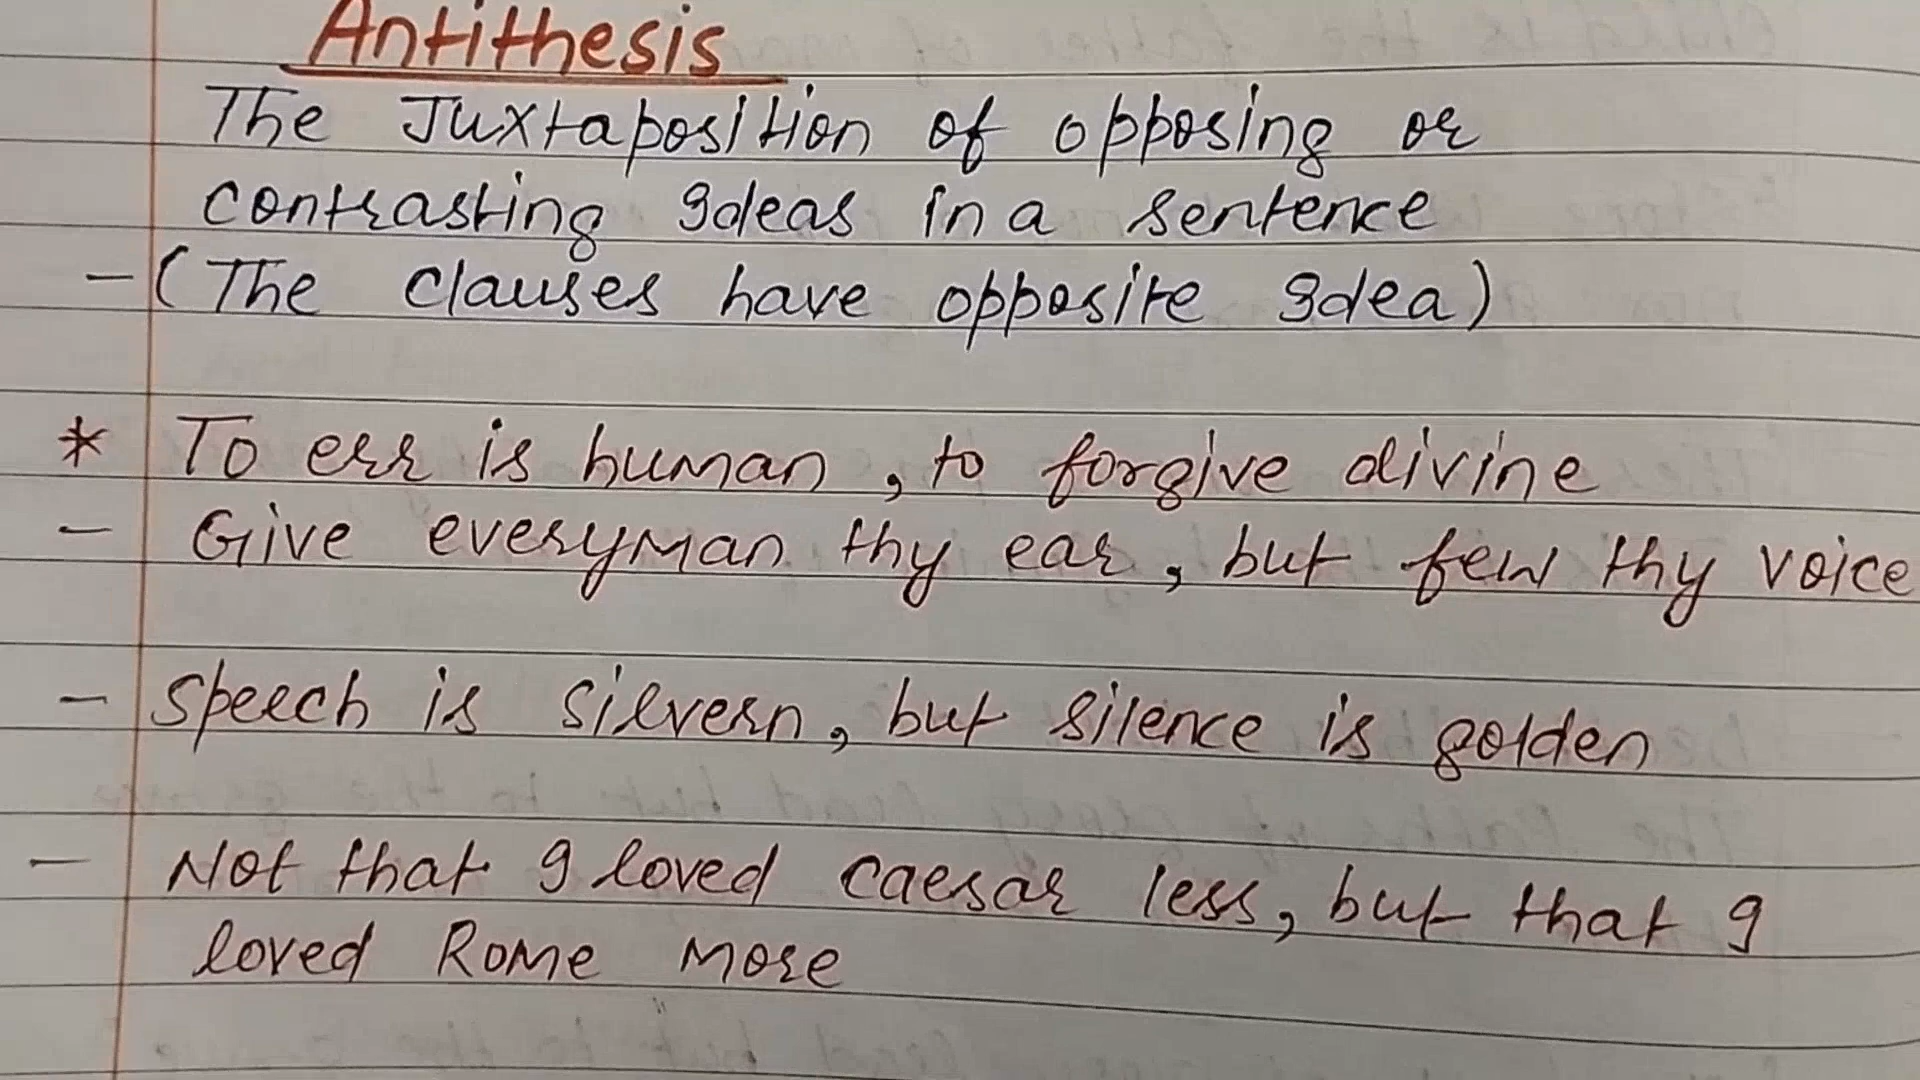 Antithesis
The Juxtaposition of opposing or
contrasting Ideas in a sentence
- (The clauses have opposite Idea)
* To err is human, to forgive divine
- Give everyman thy ear, but few thy voice
- Speech is silvern, but silence is golden
- Not that I loved caesar less, but that I
loved Rome more